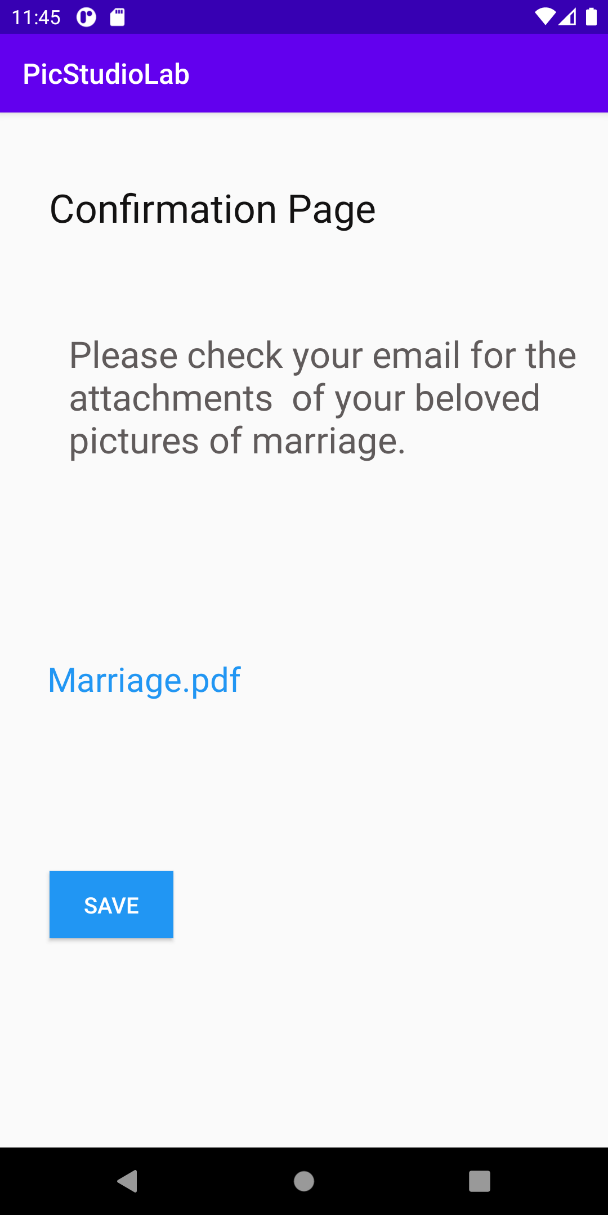 11:45
PicStudioLab
Confirmation Page
Please check your email for the
attachments  of your beloved
pictures of marriage.
Marriage.pdf
SAVE